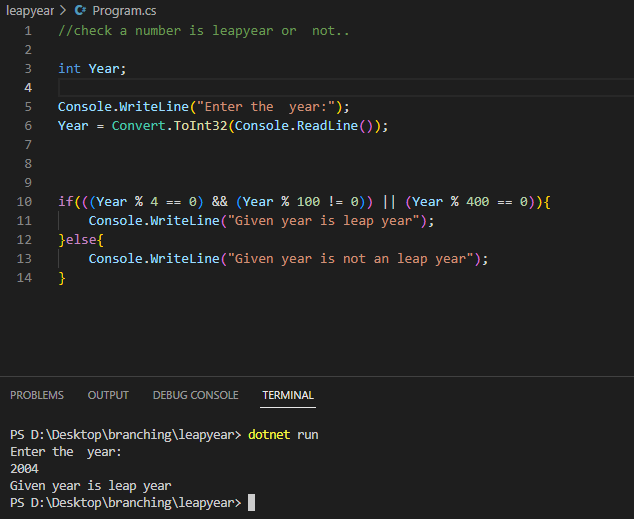 leapyear > C# Program.cs
1 //check a number is leapyear or  not..
2
3 int Year;
4
5 Console.WriteLine("Enter the  year:");
6 Year = Convert.ToInt32(Console.ReadLine());
7
8
9
10 if(((Year % 4 == 0) && (Year % 100 != 0)) || (Year % 400 == 0)){
11     Console.WriteLine("Given year is leap year");
12 }else{
13     Console.WriteLine("Given year is not an leap year");
14 }
PROBLEMS OUTPUT DEBUG CONSOLE TERMINAL
PS D:\Desktop\branching\leapyear> dotnet run
Enter the  year:
2004
Given year is leap year
PS D:\Desktop\branching\leapyear>